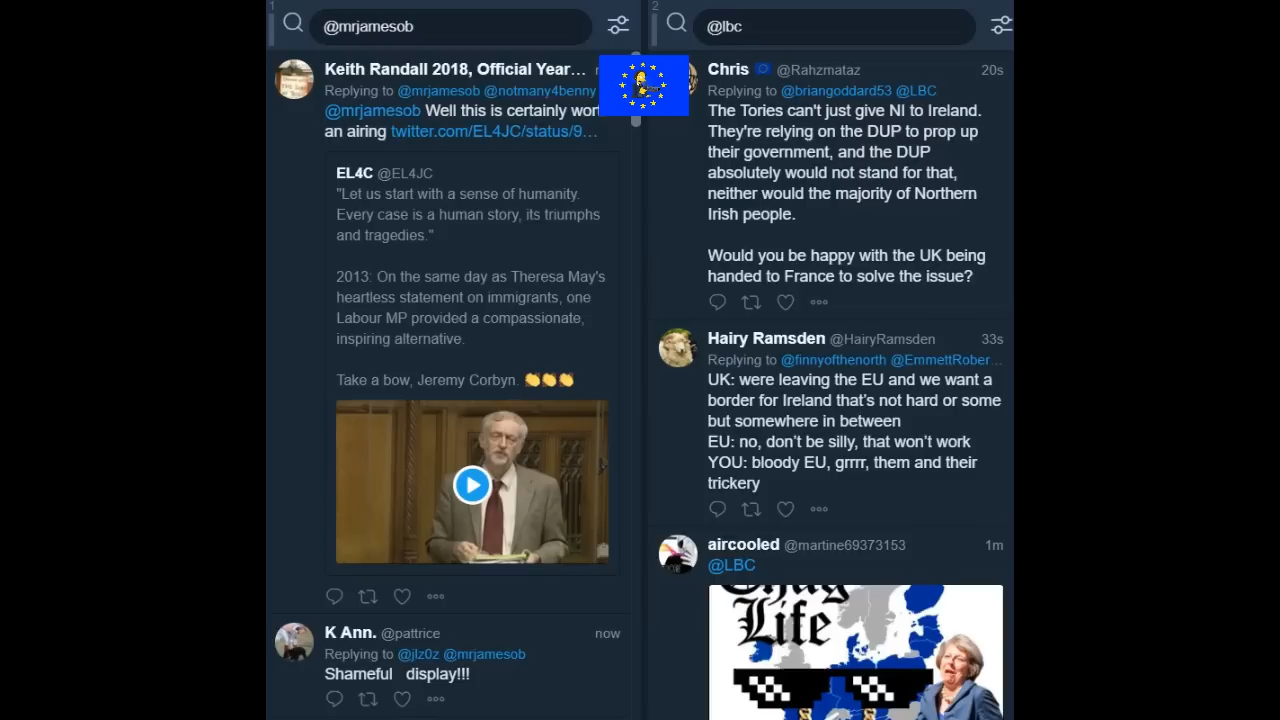 1
@mrjamesob
Keith Randall 2018, Official Year…
Replying to @mrjamesob @notmany4benny
@mrjamesob Well this is certainly
an airing twitter.com/EL4JC/status/9…
EL4C @EL4JC
"Let us start with a sense of humanity.
Every case is a human story, its triumphs
and tragedies."
2013: On the same day as Theresa May's
heartless statement on immigrants, one
Labour MP provided a compassionate,
inspiring alternative.
Take a bow, Jeremy Corbyn. 👏👏👏
K Ann. @pattrice now
Replying to @jlz0z @mrjamesob
Shameful display!!!
2
@lbc
Chris @Rahzmataz 20s
Replying to @briangoddard53 @LBC
The Tories can't just give NI to Ireland.
They're relying on the DUP to prop up
their government, and the DUP
absolutely would not stand for that,
neither would the majority of Northern
Irish people.
Would you be happy with the UK being
handed to France to solve the issue?
Hairy Ramsden @HairyRamsden 33s
Replying to @finnyofthenorth @EmmettRober…
UK: were leaving the EU and we want a
border for Ireland that's not hard or some
but somewhere in between
EU: no, don't be silly, that won't work
YOU: bloody EU, grrrr, them and their
trickery
aircooled @martine69373153 1m
@LBC
Thug
Life